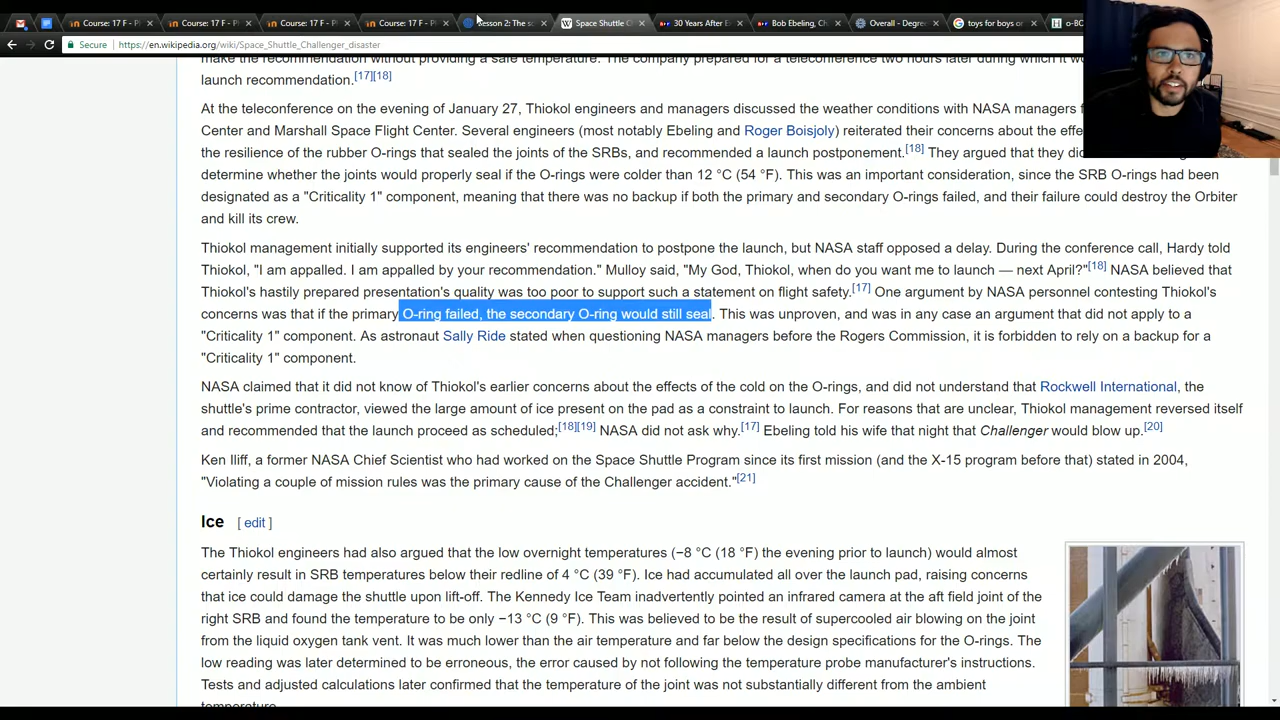 Course: 17 F - P
Course: 17 F - P
Course: 17 F - P
Course: 17 F - P
Lesson 2: The s
Space Shuttle C
30 Years After E
Bob Ebeling, Ch
Overall - Degre
toys for boys or
Secure
https://en.wikipedia.org/wiki/Space_Shuttle_Challenger_disaster
make the recommendation without providing a safe temperature. The company prepared for a teleconference two hours later during which it
launch recommendation.[17][18]
At the teleconference on the evening of January 27, Thiokol engineers and managers discussed the weather conditions with NASA managers
Center and Marshall Space Flight Center. Several engineers (most notably Ebeling and Roger Boisjoly) reiterated their concerns about the
the resilience of the rubber O-rings that sealed the joints of the SRBs, and recommended a launch postponement.[18] They argued that they
determine whether the joints would properly seal if the O-rings were colder than 12 °C (54 °F). This was an important consideration, since the SRB O-rings had been
designated as a "Criticality 1" component, meaning that there was no backup if both the primary and secondary O-rings failed, and their failure could destroy the Orbiter
and kill its crew.
Thiokol management initially supported its engineers' recommendation to postpone the launch, but NASA staff opposed a delay. During the conference call, Hardy told
Thiokol, "I am appalled. I am appalled by your recommendation." Mulloy said, "My God, Thiokol, when do you want me to launch — next April?"[18] NASA believed that
Thiokol's hastily prepared presentation's quality was too poor to support such a statement on flight safety.[17] One argument by NASA personnel contesting Thiokol's
concerns was that if the primary O-ring failed, the secondary O-ring would still seal. This was unproven, and was in any case an argument that did not apply to a
"Criticality 1" component. As astronaut Sally Ride stated when questioning NASA managers before the Rogers Commission, it is forbidden to rely on a backup for a
"Criticality 1" component.
NASA claimed that it did not know of Thiokol's earlier concerns about the effects of the cold on the O-rings, and did not understand that Rockwell International, the
shuttle's prime contractor, viewed the large amount of ice present on the pad as a constraint to launch. For reasons that are unclear, Thiokol management reversed itself
and recommended that the launch proceed as scheduled;[18][19] NASA did not ask why.[17] Ebeling told his wife that night that Challenger would blow up.[20]
Ken Iliff, a former NASA Chief Scientist who had worked on the Space Shuttle Program since its first mission (and the X-15 program before that) stated in 2004,
"Violating a couple of mission rules was the primary cause of the Challenger accident."[21]
Ice [ edit ]
The Thiokol engineers had also argued that the low overnight temperatures (−8 °C (18 °F) the evening prior to launch) would almost
certainly result in SRB temperatures below their redline of 4 °C (39 °F). Ice had accumulated all over the launch pad, raising concerns
that ice could damage the shuttle upon lift-off. The Kennedy Ice Team inadvertently pointed an infrared camera at the aft field joint of the
right SRB and found the temperature to be only −13 °C (9 °F). This was believed to be the result of supercooled air blowing on the joint
from the liquid oxygen tank vent. It was much lower than the air temperature and far below the design specifications for the O-rings. The
low reading was later determined to be erroneous, the error caused by not following the temperature probe manufacturer's instructions.
Tests and adjusted calculations later confirmed that the temperature of the joint was not substantially different from the ambient
temperature.